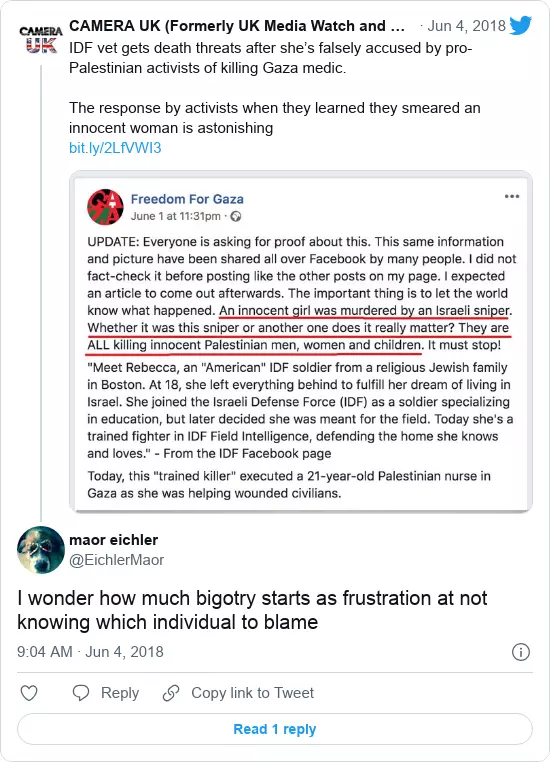 CAMERA UK (Formerly UK Media Watch and ... · Jun 4, 2018
CAMERA
UK
IDF vet gets death threats after she's falsely accused by pro-
Palestinian activists of killing Gaza medic.
The response by activists when they learned they smeared an
innocent woman is astonishing
bit.ly/2LfVWI3
Freedom For Gaza
June 1 at 11:31pm ·
UPDATE: Everyone is asking for proof about this. This same information
and picture have been shared all over Facebook by many people. I did not
fact-check it before posting like the other posts on my page. I expected
an article to come out afterwards. The important thing is to let the world
know what happened. An innocent girl was murdered by an Israeli sniper.
Whether it was this sniper or another one does it really matter? They are
ALL killing innocent Palestinian men, women and children. It must stop!
"Meet Rebecca, an "American" IDF soldier from a religious Jewish family
in Boston. At 18, she left everything behind to fulfill her dream of living in
Israel. She joined the Israeli Defense Force (IDF) as a soldier specializing
in education, but later decided she was meant for the field. Today she's a
trained fighter in IDF Field Intelligence, defending the home she knows
and loves." - From the IDF Facebook page
Today, this "trained killer" executed a 21-year-old Palestinian nurse in
Gaza as she was helping wounded civilians.
maor eichler
@EichlerMaor
I wonder how much bigotry starts as frustration at not
knowing which individual to blame
9:04 AM · Jun 4, 2018
Reply
Copy link to Tweet
Read 1 reply